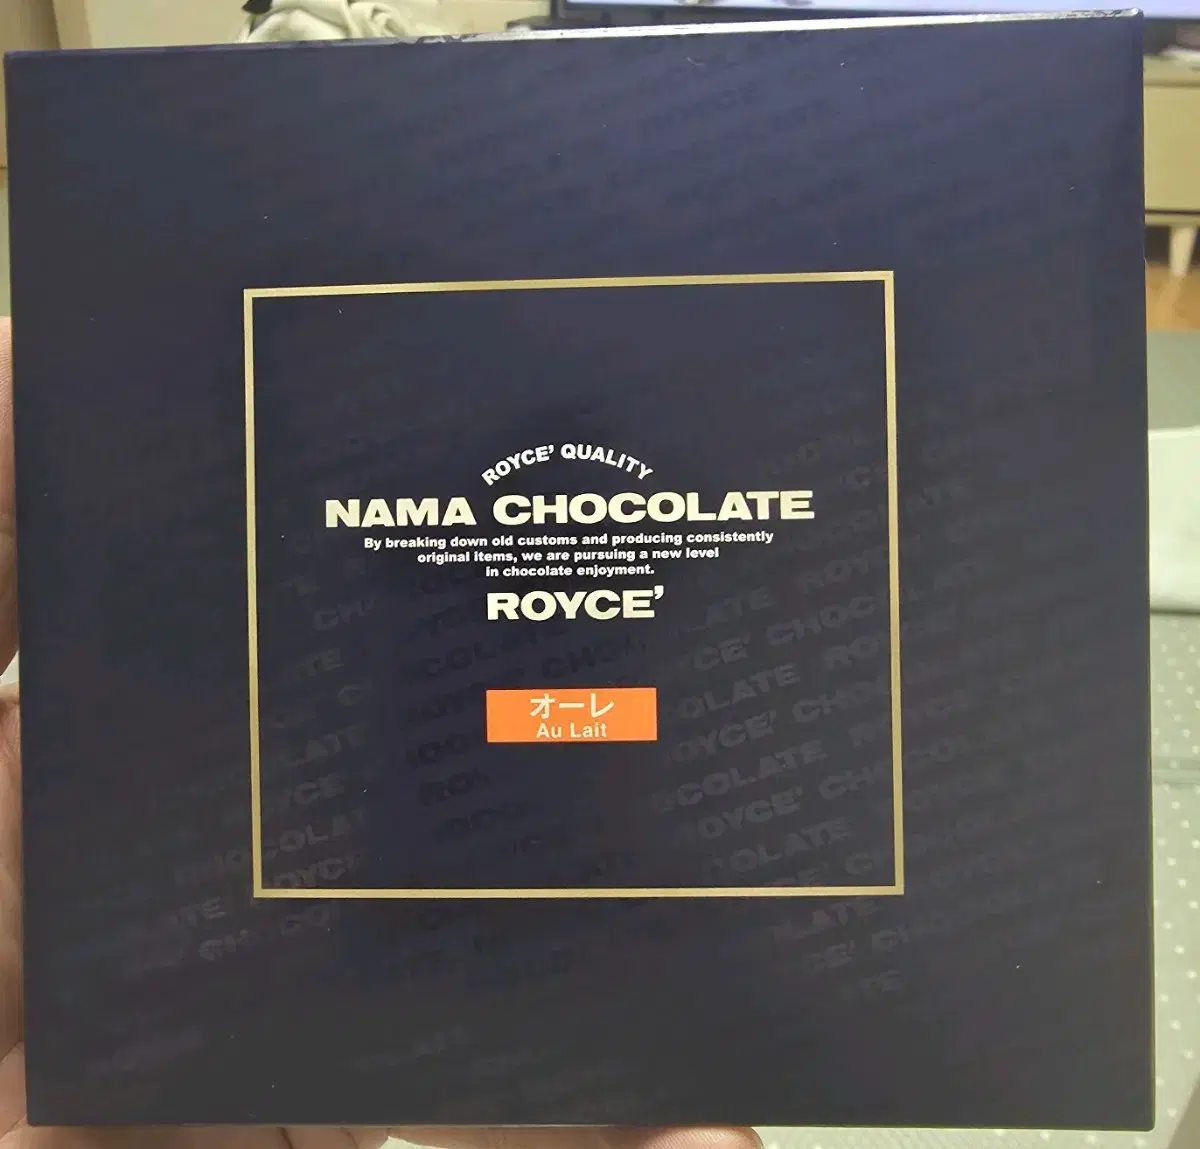 ROYCE' QUALITY
NAMA CHOCOLATE
By breaking down old customs and producing consistently
original items, we are pursuing a new level
in chocolate enjoyment.
ROYCE'
オーレ
Au Lait